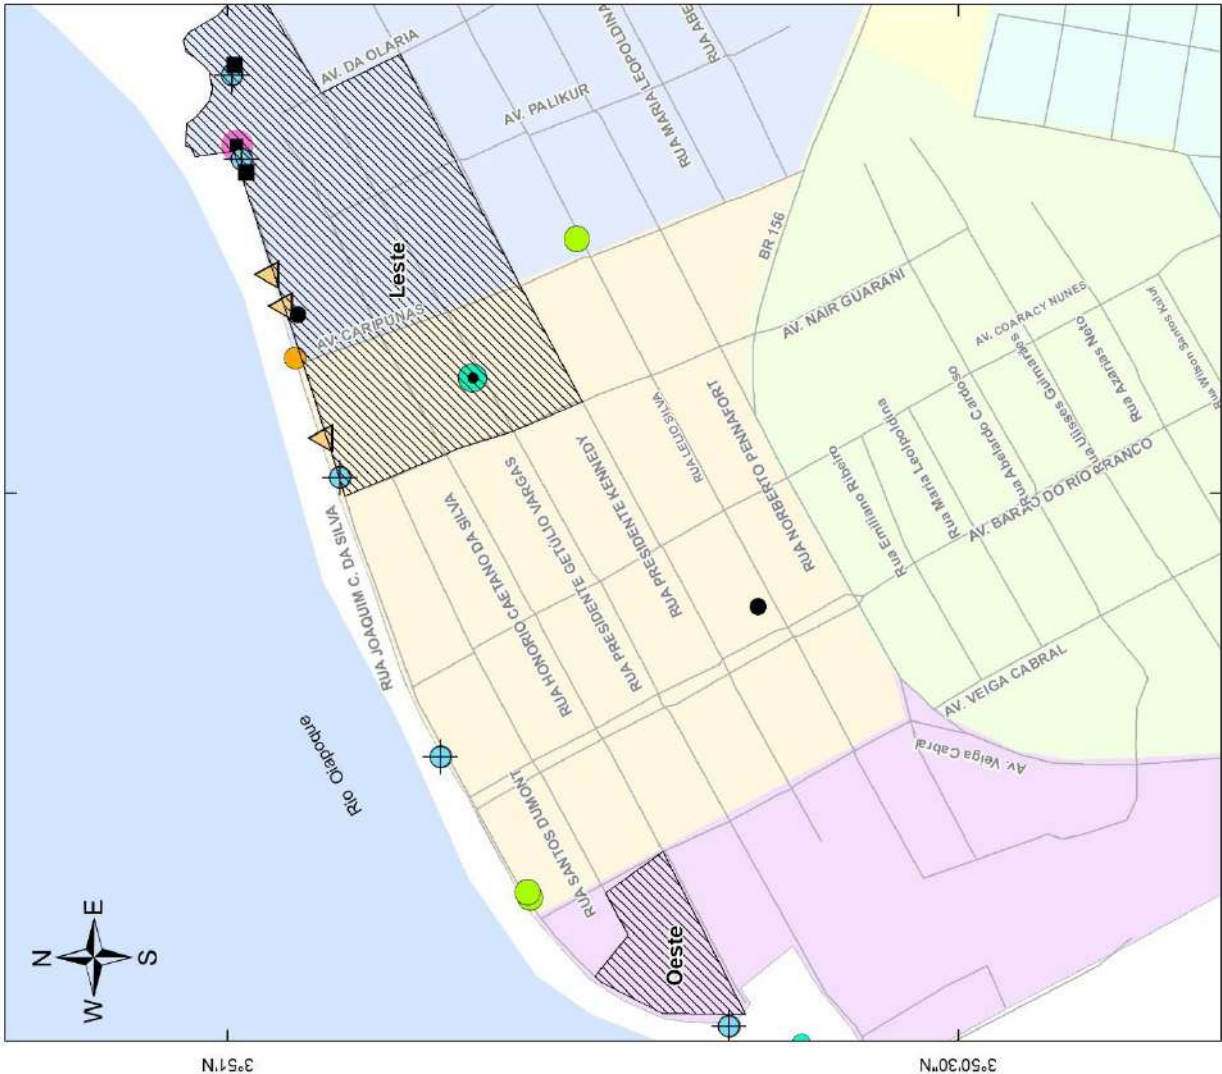 AV. DA OLARIA
AV. PALIKUR
RUA MARIA LEOPOLDINA
RUA ABE
Leste
AV. CARIPUNAS
BR 156
AV. NAIR GUARANI
AV. COARACY NUNES
Rua Azarias Neto
Rua Wilson Santos Kalut
RUA LELIO SILVA
RUA NORBERTO PENNAFORT
Rua Emiliano Ribeiro
Rua Maria Leolpoldina
Rua Abelardo Cardoso
Rua Ulisses Guimarães
AV. BARÃO DO RIO BRANCO
RUA JOAQUIM C. DA SILVA
RUA HONORIO CAETANO DA SILVA
RUA PRESIDENTE GETÚLIO VARGAS
RUA PRESIDENTE KENNEDY
AV. VEIGA CABRAL
Av. Veiga Cabral
Rio Oiapoque
RUA SANTOS DUMONT
Oeste
N
W
E
S
3°51'N
3°50'30"N